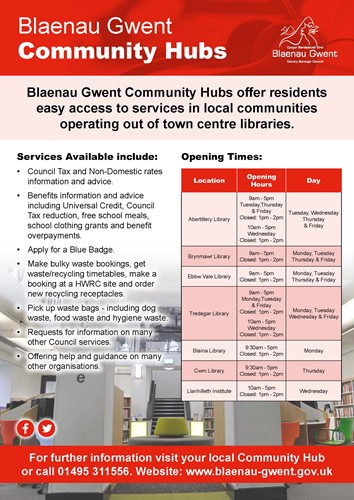 Blaenau Gwent
Community Hubs
Blaenau Gwent
County Borough Council
Blaenau Gwent Community Hubs offer residents
easy access to services in local communities
operating out of town centre libraries.
Services Available include:
• Council Tax and Non-Domestic rates
information and advice.
• Benefits information and advice
including Universal Credit, Council
Tax reduction, free school meals,
school clothing grants and benefit
overpayments.
• Apply for a Blue Badge.
• Make bulky waste bookings, get
waste/recycling timetables, make a
booking at a HWRC site and order
new recycling receptacles.
• Pick up waste bags - including dog
waste, food waste and hygiene waste.
• Requests for information on many
other Council services.
• Offering help and guidance on many
other organisations.
Opening Times:
Location Opening Hours Day
Abertillery Library
9am - 5pm
Tuesday,Thursday
& Friday
Closed: 1pm - 2pm
10am - 5pm
Wednesday
Closed: 1pm - 2pm
Tuesday, Wednesday
Thursday
& Friday
Brynmawr Library
9am - 5pm
Closed: 1pm - 2pm
Monday, Tuesday
Thursday & Friday
Ebbw Vale Library
9am - 5pm
Closed: 1pm - 2pm
Monday, Tuesday
Thursday & Friday
Tredegar Library
9am - 5pm
Monday,Tuesday
& Friday
Closed: 1pm - 2pm
10am - 5pm
Wednesday
Closed: 1pm - 2pm
Monday, Tuesday
Wednesday & Friday
Blaina Library
9:30am - 5pm
Closed: 1pm - 2pm
Monday
Cwm Library
9:30am - 5pm
Closed: 1pm - 2pm
Thursday
Llanhilleth Institute
10am - 5pm
Closed: 1pm - 2pm
Wednesday
e
For further information visit your local Community Hub
or call 01495 311556. Website: www.blaenau-gwent.gov.uk